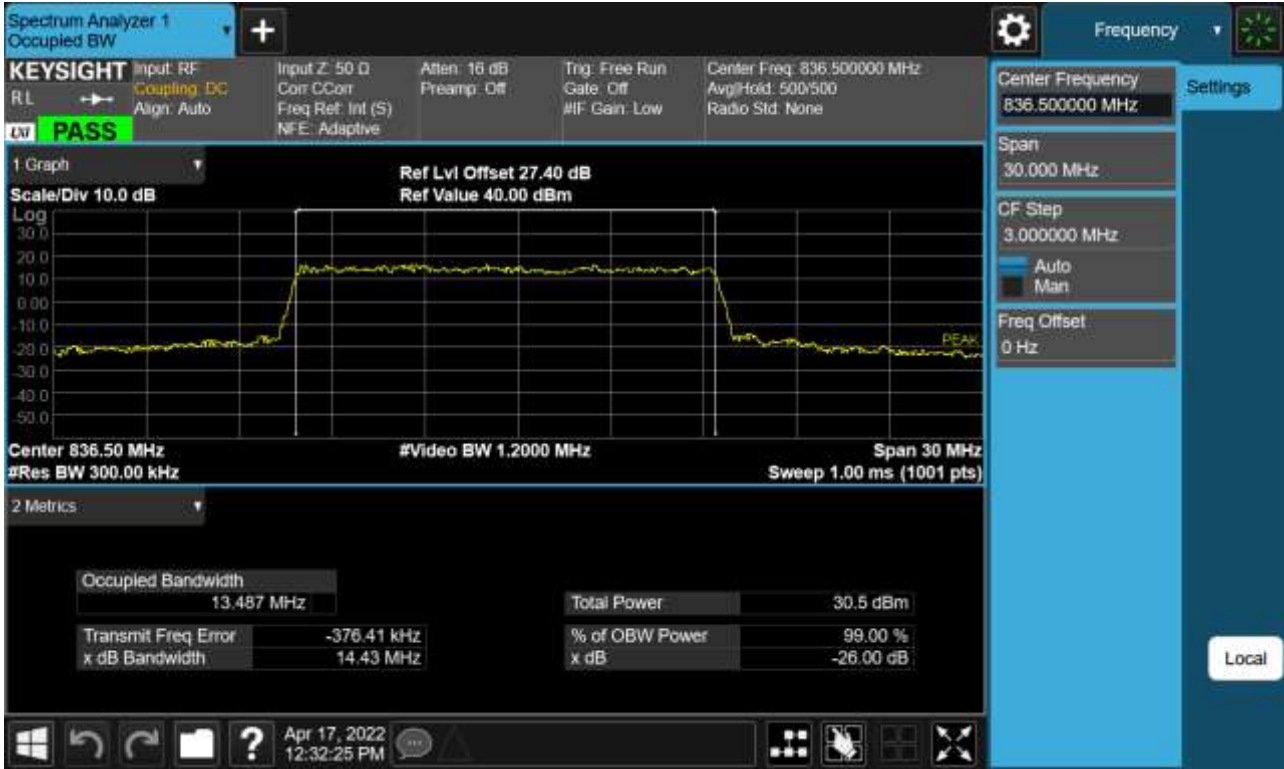 Spectrum Analyzer 1
Occupied BW
+
Frequency
KEYSIGHT
RL
LXI
PASS
Input: RF
Coupling: DC
Align: Auto
Input Z: 50 Ω
Corr CCorr
Freq Ref: Int (S)
NFE: Adaptive
Atten: 16 dB
Preamp: Off
Trig: Free Run
Gate: Off
#IF Gain: Low
Center Freq: 836.500000 MHz
Avg|Hold: 500/500
Radio Std: None
1 Graph
Scale/Div 10.0 dB
Ref Lvl Offset 27.40 dB
Ref Value 40.00 dBm
Log
30.0
20.0
10.0
0.00
-10.0
-20.0
-30.0
-40.0
-50.0
PEAK
Center 836.50 MHz
#Video BW 1.2000 MHz
Span 30 MHz
#Res BW 300.00 kHz
Sweep 1.00 ms (1001 pts)
2 Metrics
Occupied Bandwidth
13.487 MHz
Total Power 30.5 dBm
Transmit Freq Error -376.41 kHz
% of OBW Power 99.00 %
x dB Bandwidth 14.43 MHz
x dB -26.00 dB
Center Frequency
836.500000 MHz
Settings
Span
30.000 MHz
CF Step
3.000000 MHz
Auto
Man
Freq Offset
0 Hz
Local
?
Apr 17, 2022
12:32:25 PM